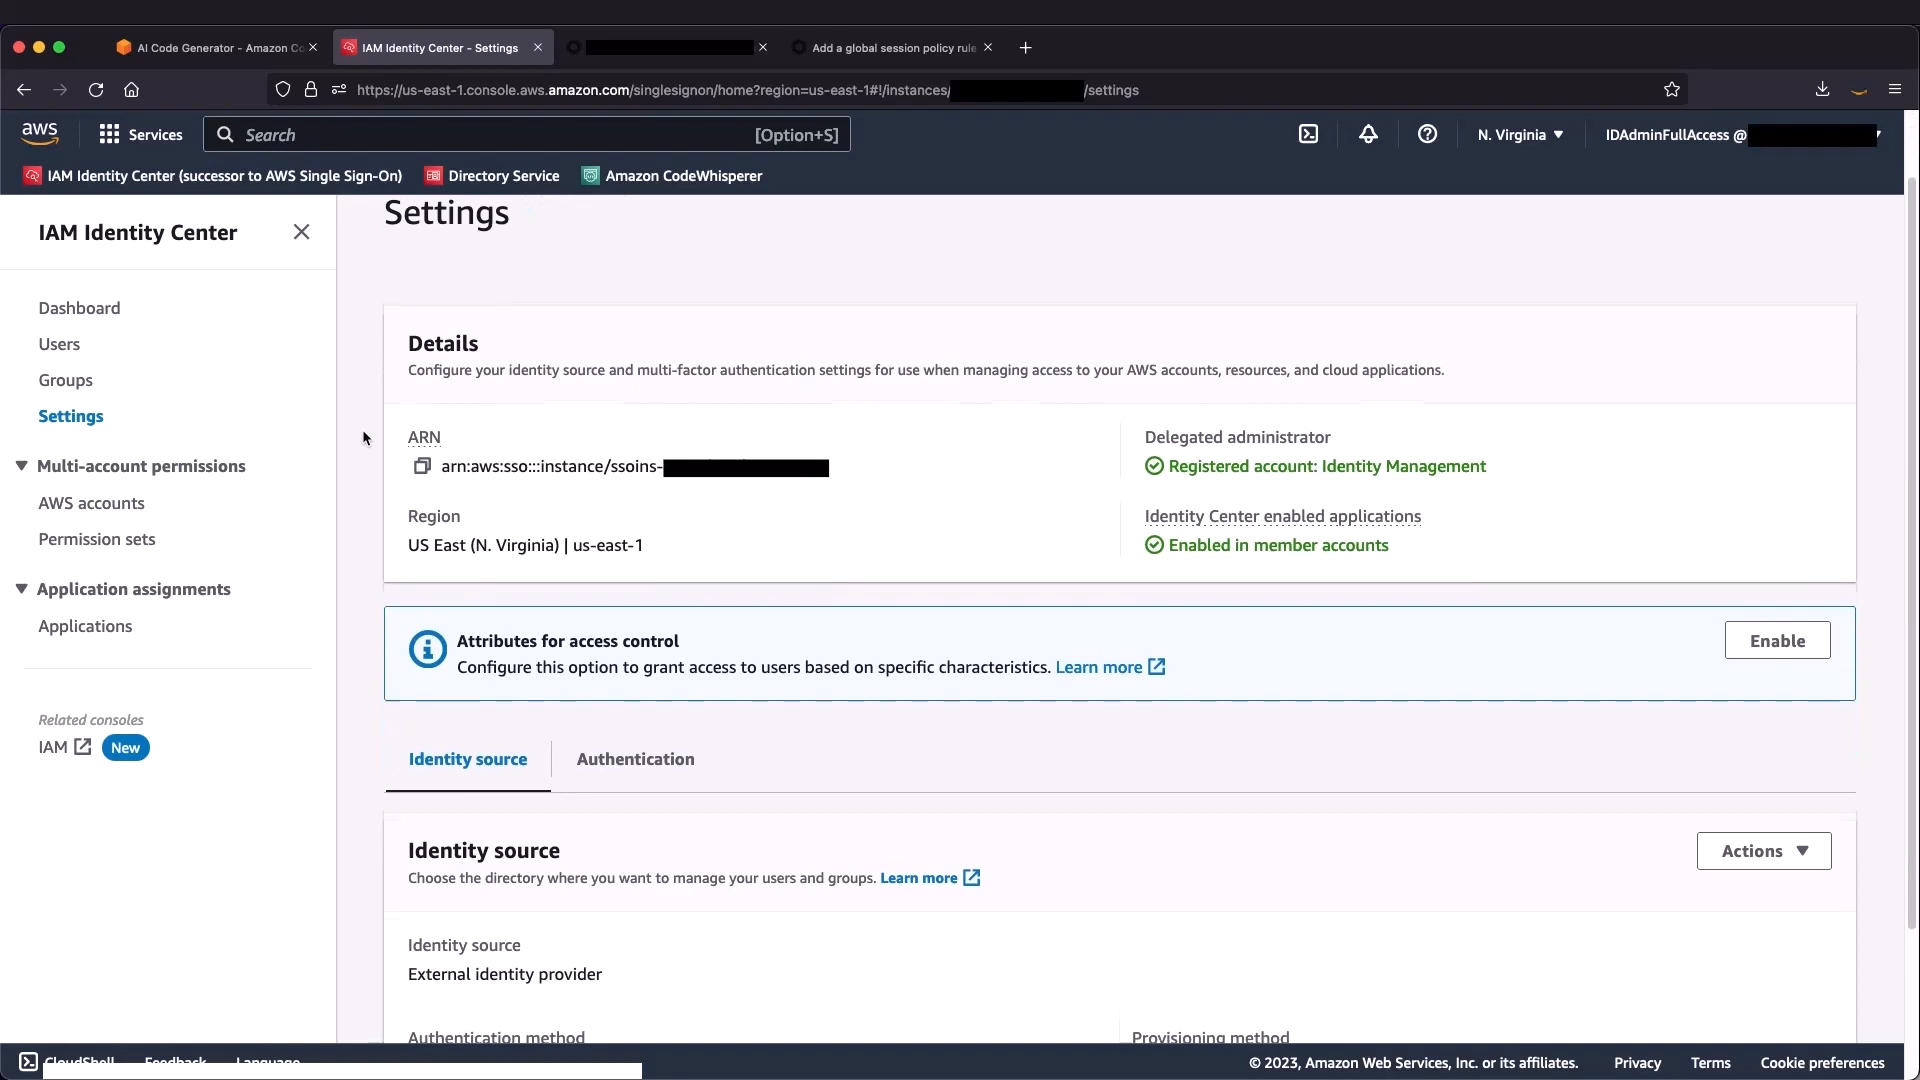 AI Code Generator - Amazon Co
IAM Identity Center - Settings
Add a global session policy rule
https://us-east-1.console.aws.amazon.com/singlesignon/home?region=us-east-1#!/instances/ /settings
aws
Services
Search
[Option+S]
N. Virginia
IDAdminFullAccess @
IAM Identity Center (successor to AWS Single Sign-On)
Directory Service
Amazon CodeWhisperer
IAM Identity Center
Dashboard
Users
Groups
Settings
Multi-account permissions
AWS accounts
Permission sets
Application assignments
Applications
Related consoles
IAM
New
Settings
Details
Configure your identity source and multi-factor authentication settings for use when managing access to your AWS accounts, resources, and cloud applications.
ARN
arn:aws:sso:::instance/ssoins-
Region
US East (N. Virginia) | us-east-1
Delegated administrator
Registered account: Identity Management
Identity Center enabled applications
Enabled in member accounts
Attributes for access control
Configure this option to grant access to users based on specific characteristics. Learn more
Enable
Identity source
Authentication
Identity source
Choose the directory where you want to manage your users and groups. Learn more
Actions
Identity source
External identity provider
Authentication method
Provisioning method
CloudShell
Feedback
Language
© 2023, Amazon Web Services, Inc. or its affiliates.
Privacy
Terms
Cookie preferences